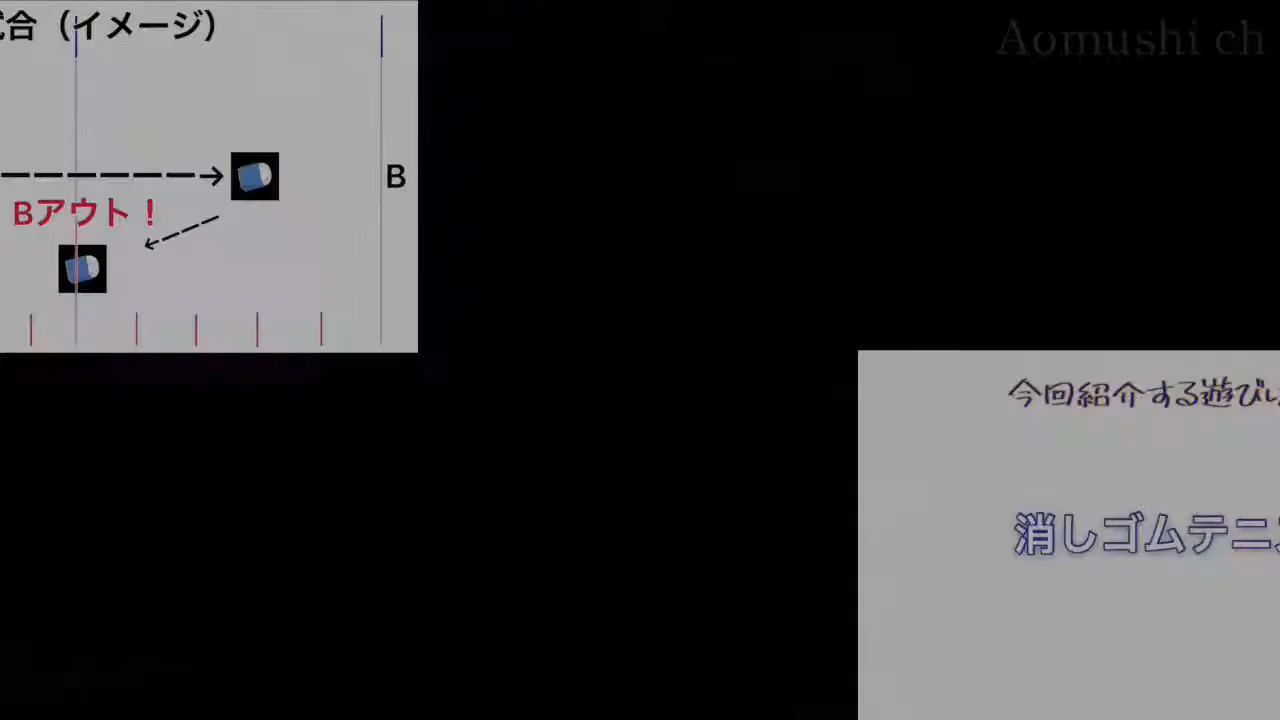 合（イメージ）
Aomushi ch
B
Bアウト！
今回紹介する遊び
消しゴムテニ